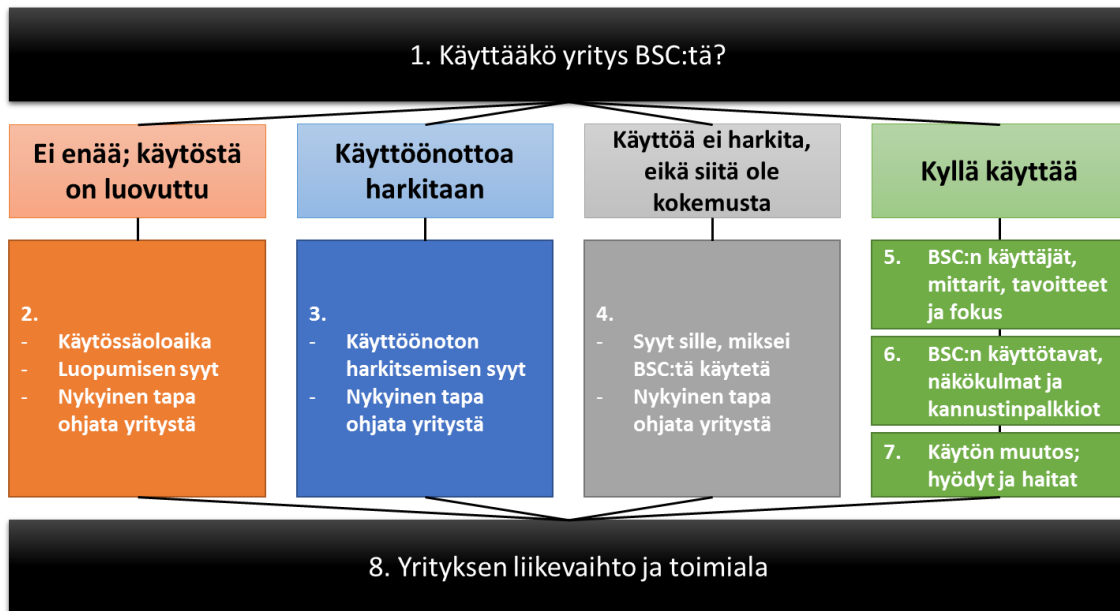 1. Käyttääkö yritys BSC:tä?
Ei enää; käytöstä
on luovuttu
Käyttöönottoa
harkitaan
Käyttöä ei harkita,
eikä siitä ole
kokemusta
Kyllä käyttää
2.
- Käytössäoloaika
- Luopumisen syyt
- Nykyinen tapa
ohjata yritystä
3.
- Käyttöönoton
harkitsemisen syyt
- Nykyinen tapa
ohjata yritystä
4.
- Syyt sille, miksei
BSC:tä käytetä
- Nykyinen tapa
ohjata yritystä
5. BSC:n käyttäjät,
mittarit, tavoitteet
ja fokus
6. BSC:n käyttötavat,
näkökulmat ja
kannustinpalkkiot
7. Käytön muutos;
hyödyt ja haitat
8. Yrityksen liikevaihto ja toimiala